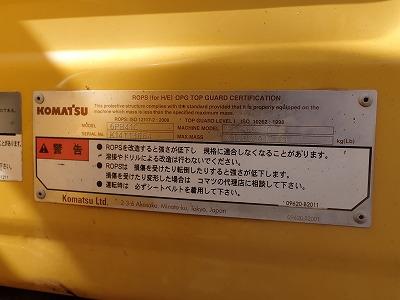 ROPS (for H/E) OPG TOP GUARD CERTIFICATION
KOMATSU
This protective structure complies with the standard provided that it is properly equipped on the
machine whose mass is below its specified maximum mass.
ROPS: ISO 12117-2 : 2008 TOP GUARD LEVEL I : ISO 10262 : 1998
MODEL MACHINE MODEL
SERIAL No. MAX.MASS
kg(Lb)
警告
●ROPSを改造すると強さが低下し 規格に適合しなくなることがあります。
溶接やドリルによる改造は行わないでください。
●ROPSは 損傷を受けたり転倒したりすると強さが低下します。
損傷を受けたり変形した場合は コマツの代理店に相談して下さい。
●運転時は 必ずシートベルトを着用して下さい。
09620-B2011
Komatsu Ltd. 2-3-6 Akasaka, Minato-ku, Tokyo, Japan
09620-B2001